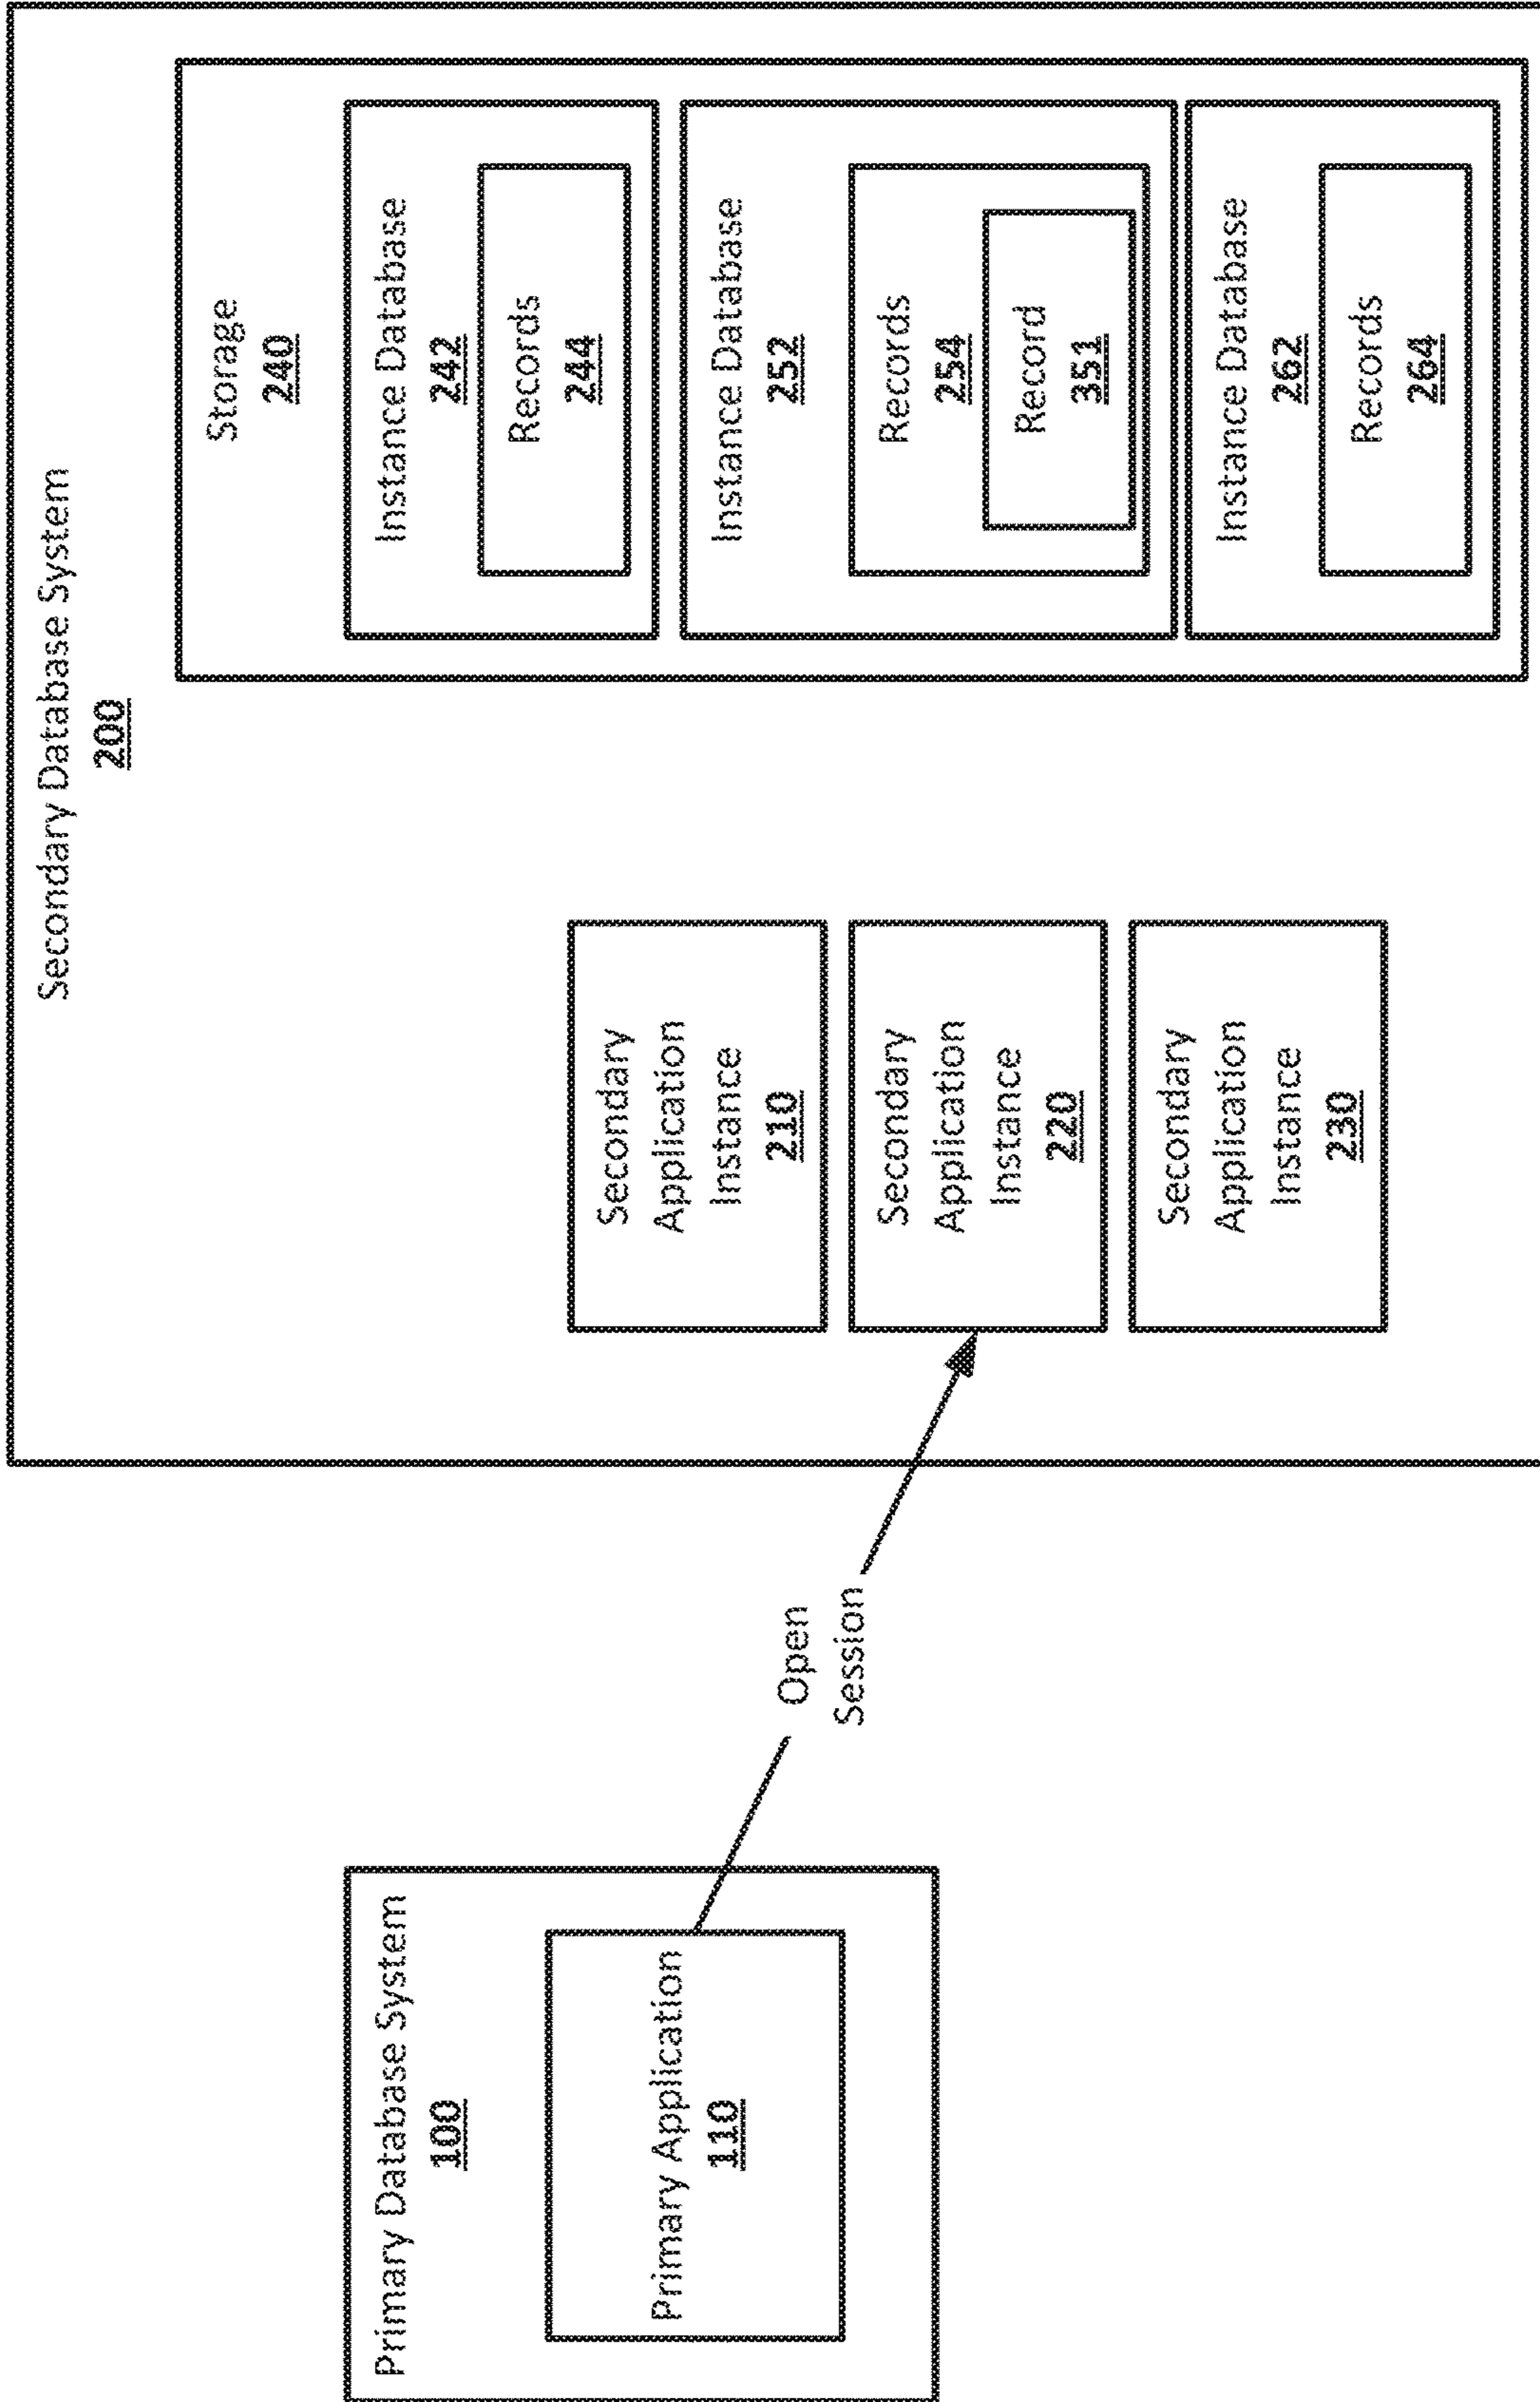 Primary Database System
100
Primary Application
110
Open
Session
Secondary Database System
200
Secondary
Application
Instance
210
Secondary
Application
Instance
220
Secondary
Application
Instance
230
Storage
240
Instance Database
242
Records
244
Instance Database
252
Records
254
Record
351
Instance Database
262
Records
264